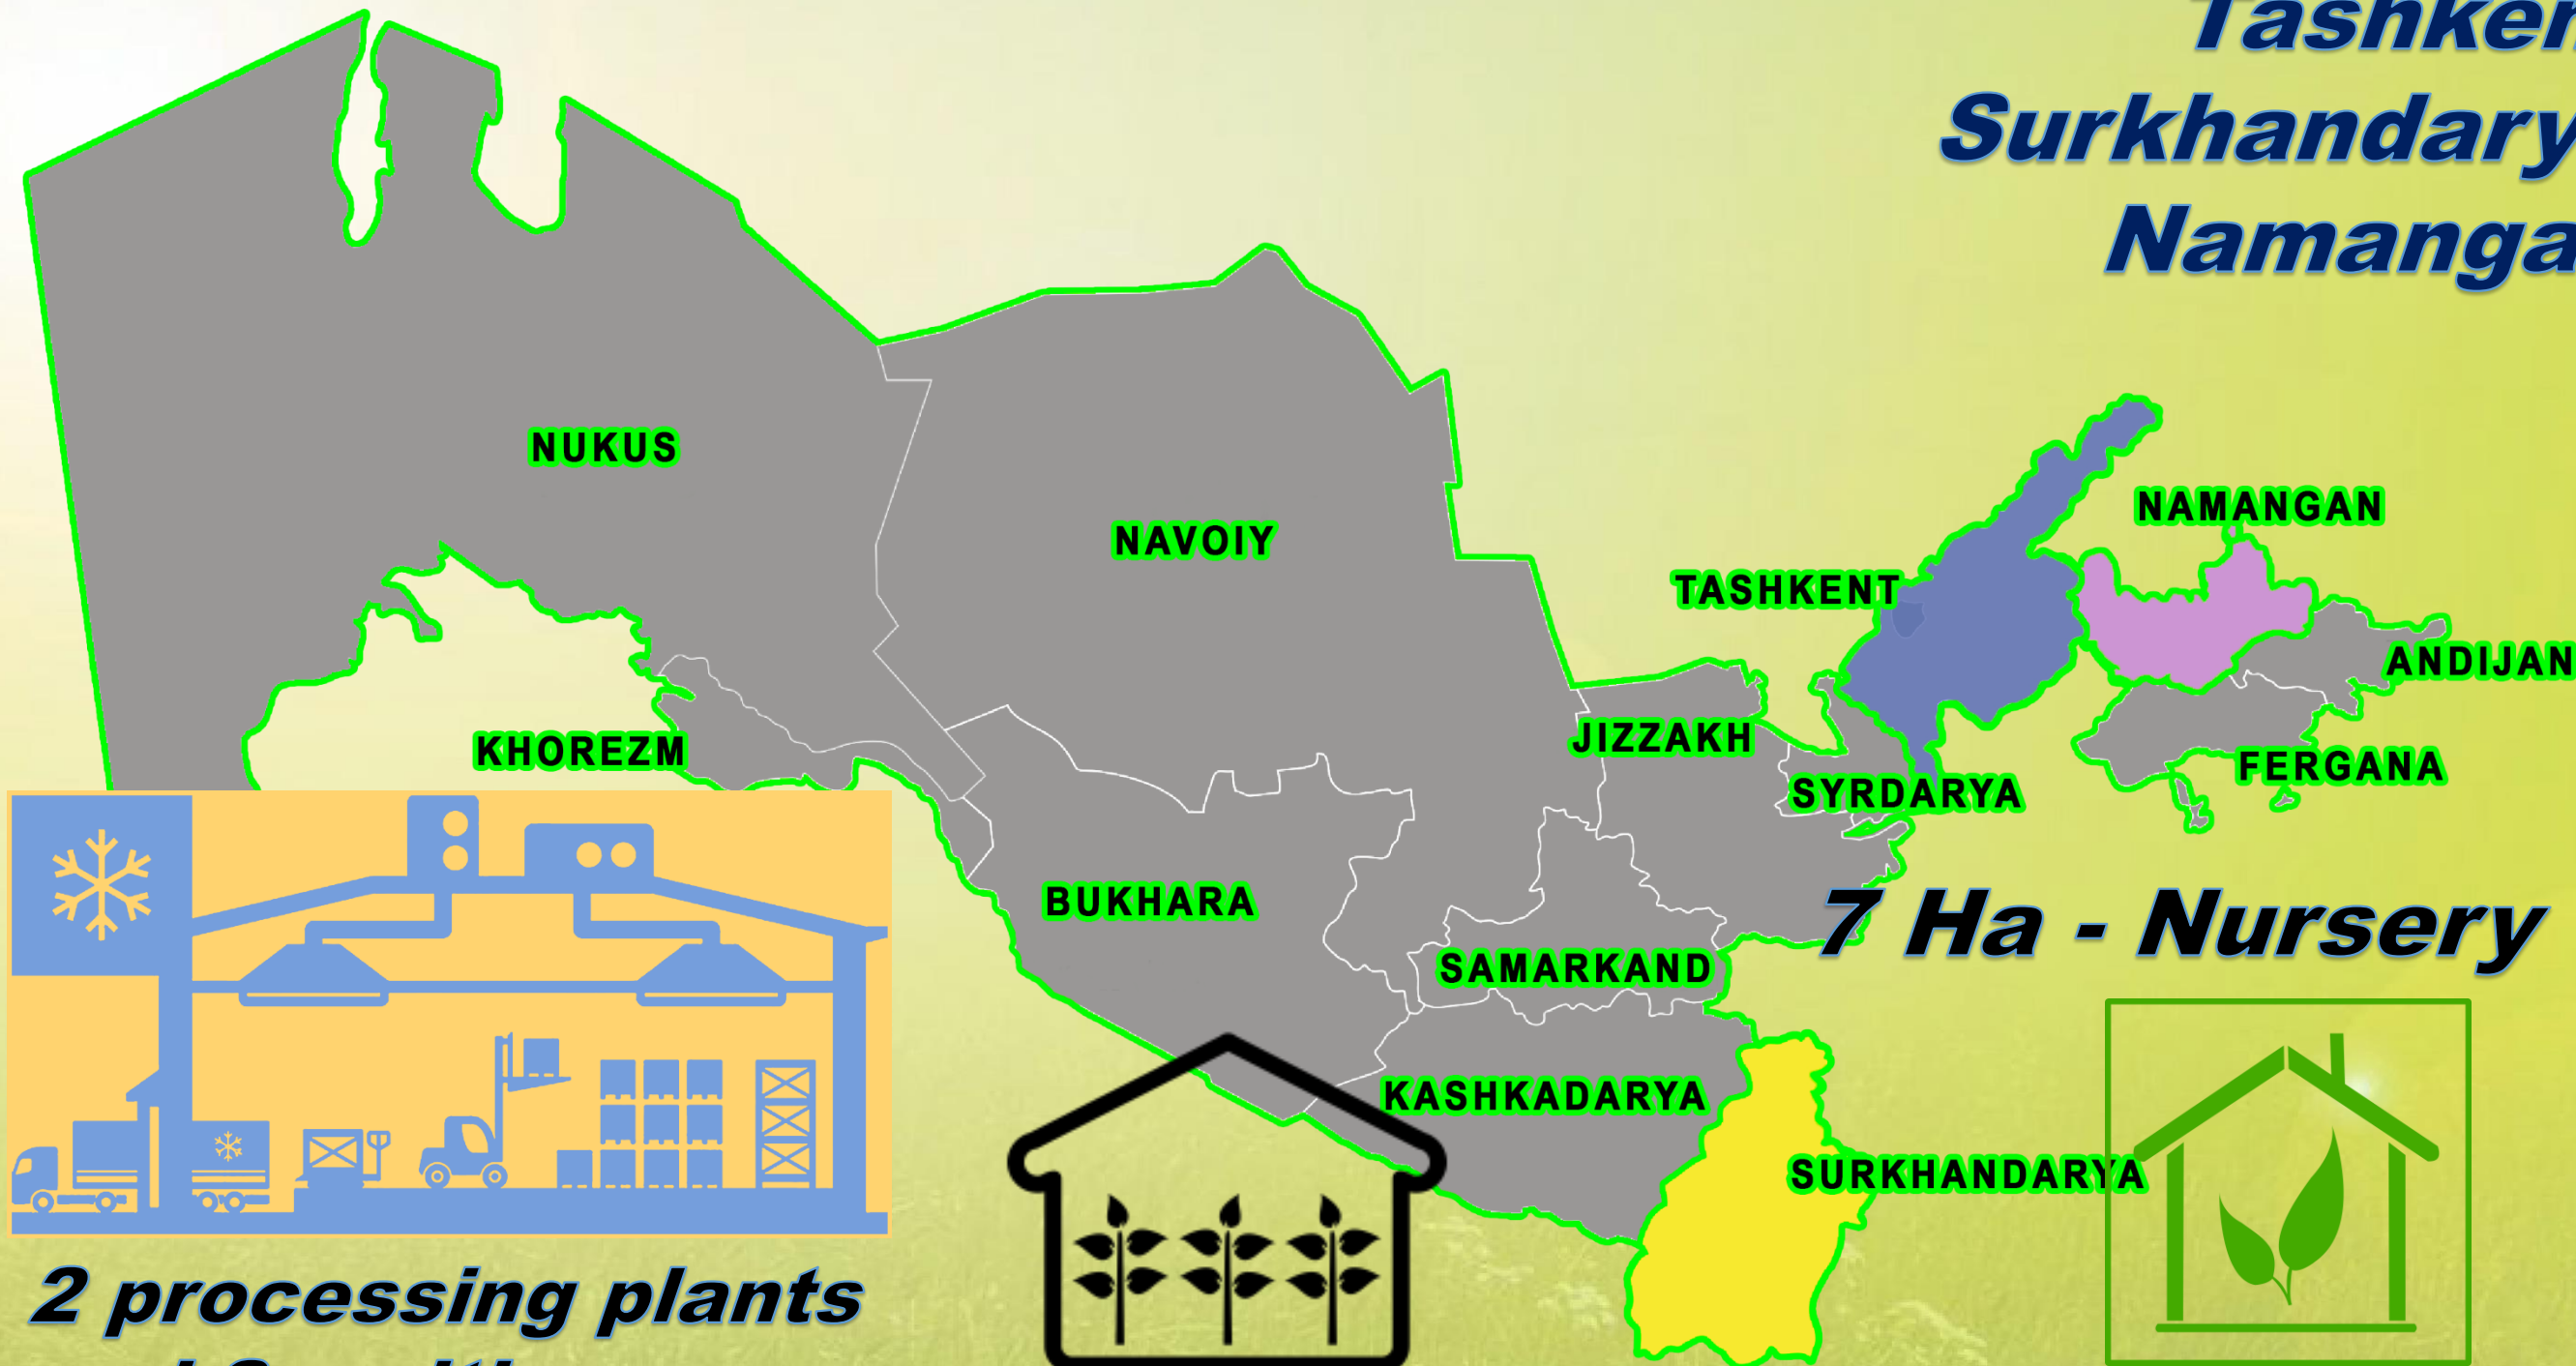 Surkhandary
Namanga
NUKUS
NAVOIY
NAMANGAN
TASHKENT
ANDIJAN
JIZZAKH
KHOREZM
FERGANA
SYRDARYA
BUKHARA
7 Ha - Nursery
SAMARKAND
KASHKADARYA
SURKHANDARYA
2 processing plants